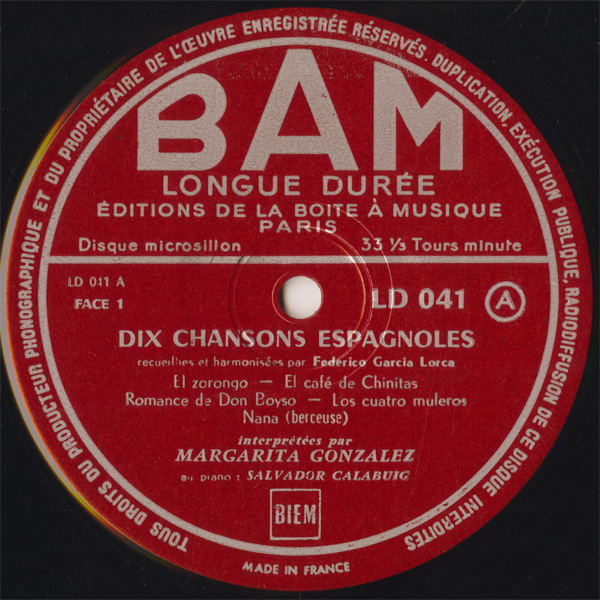 TOUS DROITS DU PRODUCTEUR PHONOGRAPHIQUE ET DU PROPRIÉTAIRE DE L'ŒUVRE ENREGISTRÉE RÉSERVÉS. DUPLICATION, EXÉCUTION PUBLIQUE, RADIODIFFUSION DE CE DISQUE INTERDITES
BAM
LONGUE DURÉE
ÉDITIONS DE LA BOITE À MUSIQUE
PARIS
Disque microsillon 33 ⅓ Tours minute
LD 041 A
FACE 1
LD 041 A
DIX CHANSONS ESPAGNOLES
recueillies et harmonisées par Federico Garcia Lorca
El zorongo — El café de Chinitas
Romance de Don Boyso — Los cuatro muleros
Nana (berceuse)
interprétées par
MARGARITA GONZALEZ
au piano : SALVADOR CALABUIG
BIEM
MADE IN FRANCE